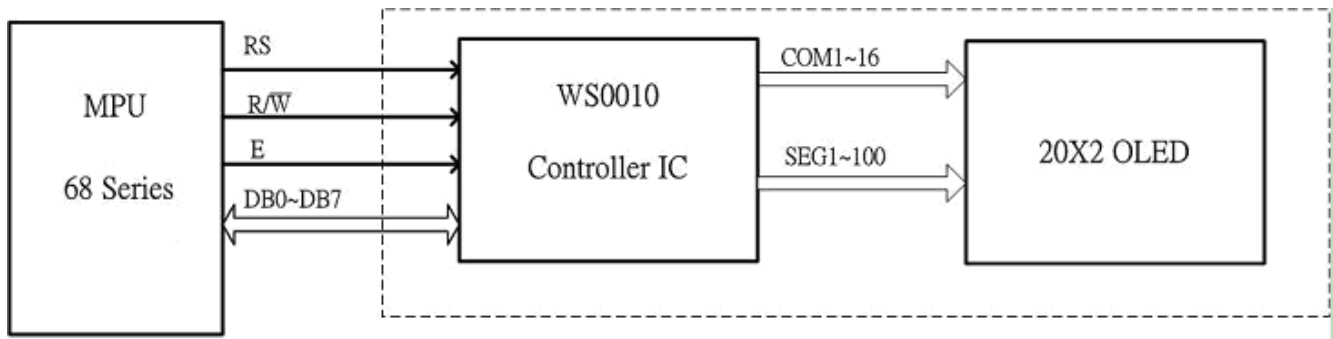 MPU
68 Series
RS
R/W̅
E
DB0~DB7
WS0010
Controller IC
COM1~16
SEG1~100
20X2 OLED